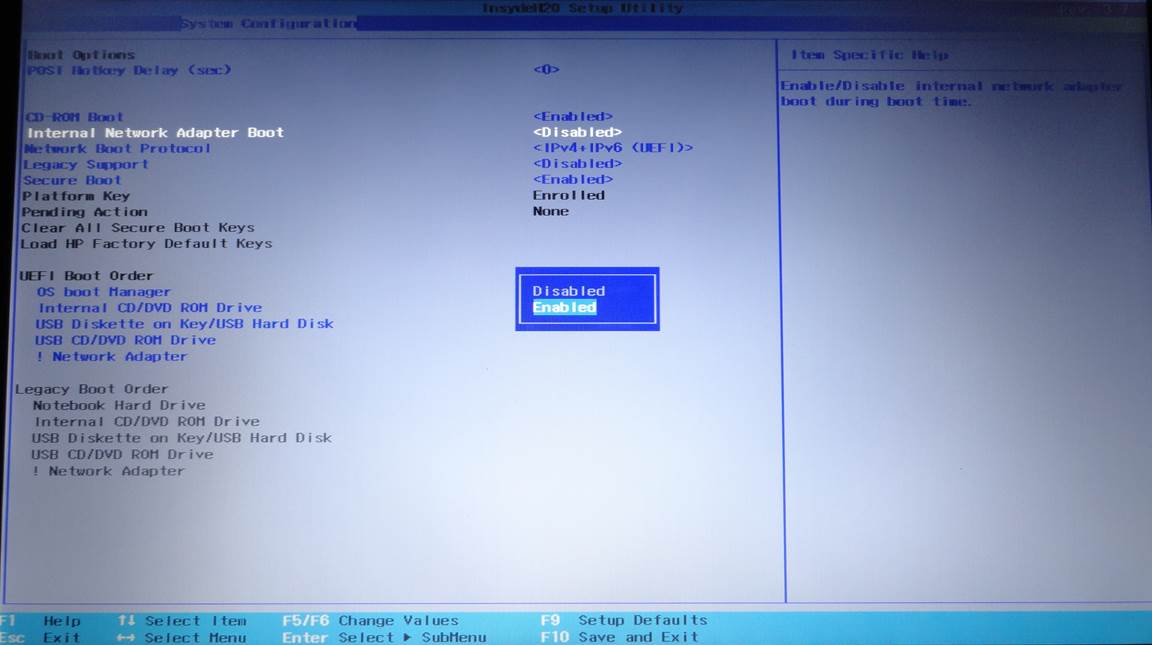 InsydeH20 Setup Utility
Rev. 3.7
System Configuration
Boot Options
POST Hotkey Delay (sec) <0>
CD-ROM Boot <Enabled>
Internal Network Adapter Boot <Disabled>
Network Boot Protocol <IPv4+IPv6 (UEFI)>
Legacy Support <Disabled>
Secure Boot <Enabled>
Platform Key Enrolled
Pending Action None
Clear All Secure Boot Keys
Load HP Factory Default Keys
UEFI Boot Order
OS boot Manager
Internal CD/DVD ROM Drive
USB Diskette on Key/USB Hard Disk
USB CD/DVD ROM Drive
! Network Adapter
Legacy Boot Order
Notebook Hard Drive
Internal CD/DVD ROM Drive
USB Diskette on Key/USB Hard Disk
USB CD/DVD ROM Drive
! Network Adapter
Disabled
Enabled
Item Specific Help
Enable/Disable internal network adapter
boot during boot time.
F1 Help ↑↓ Select Item F5/F6 Change Values F9 Setup Defaults
Esc Exit ↔ Select Menu Enter Select ▶ SubMenu F10 Save and Exit